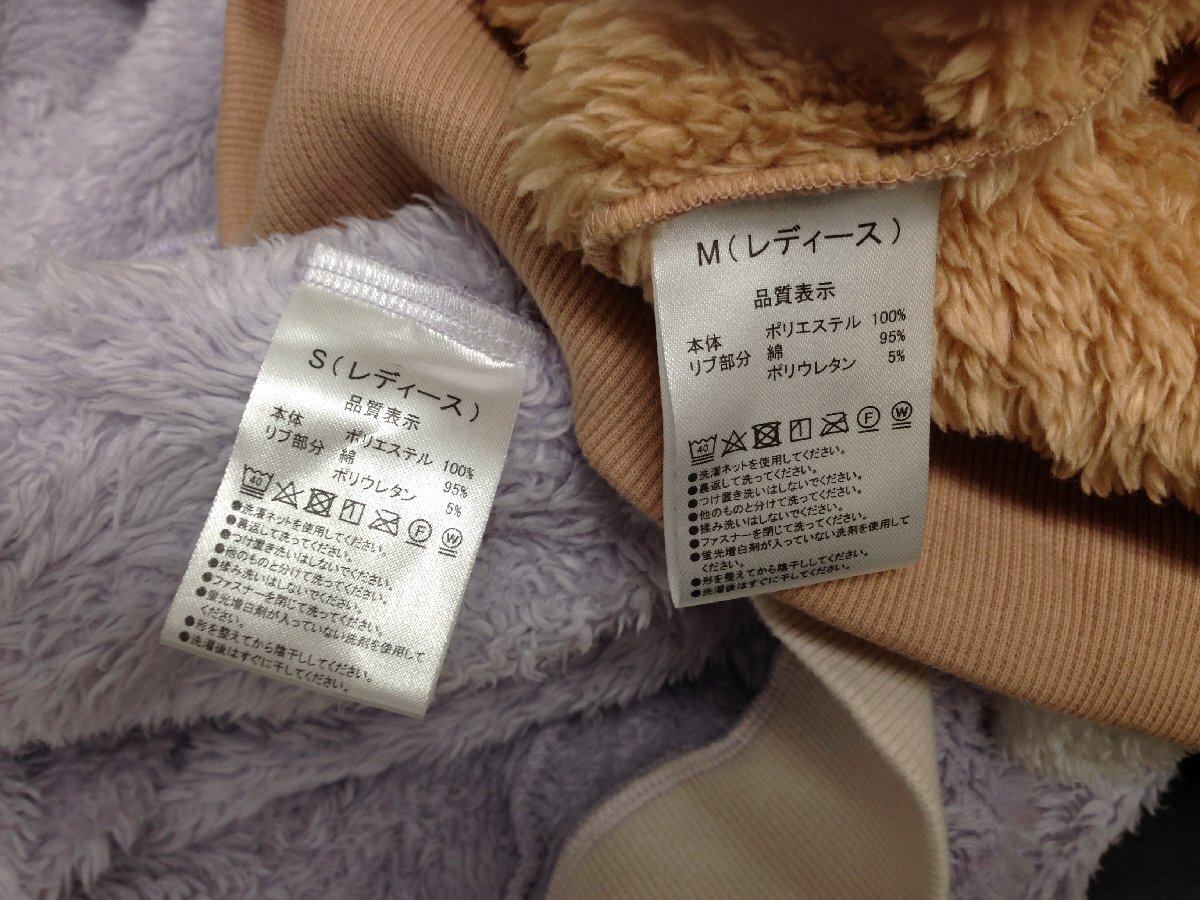 S(レディース)
品質表示
本体 ポリエステル 100%
リブ部分 綿 95%
ポリウレタン 5%
40 F W
●洗濯ネットを使用してください。
●裏返して洗ってください。
●つけ置き洗いはしないでください。
●他のものと分けて洗ってください。
●揉み洗いはしないでください。
●ファスナーを閉じて洗ってください。
●蛍光増白剤が入っていない洗剤を使用して
ください。
●形を整えてから陰干ししてください。
●洗濯後はすぐに干してください。
M(レディース)
品質表示
本体 ポリエステル 100%
リブ部分 綿 95%
ポリウレタン 5%
40 F W
●洗濯ネットを使用してください。
●裏返して洗ってください。
●つけ置き洗いはしないでください。
●他のものと分けて洗ってください。
●揉み洗いはしないでください。
●ファスナーを閉じて洗ってください。
●蛍光増白剤が入っていない洗剤を使用して
ください。
●形を整えてから陰干ししてください。
●洗濯後はすぐに干してください。